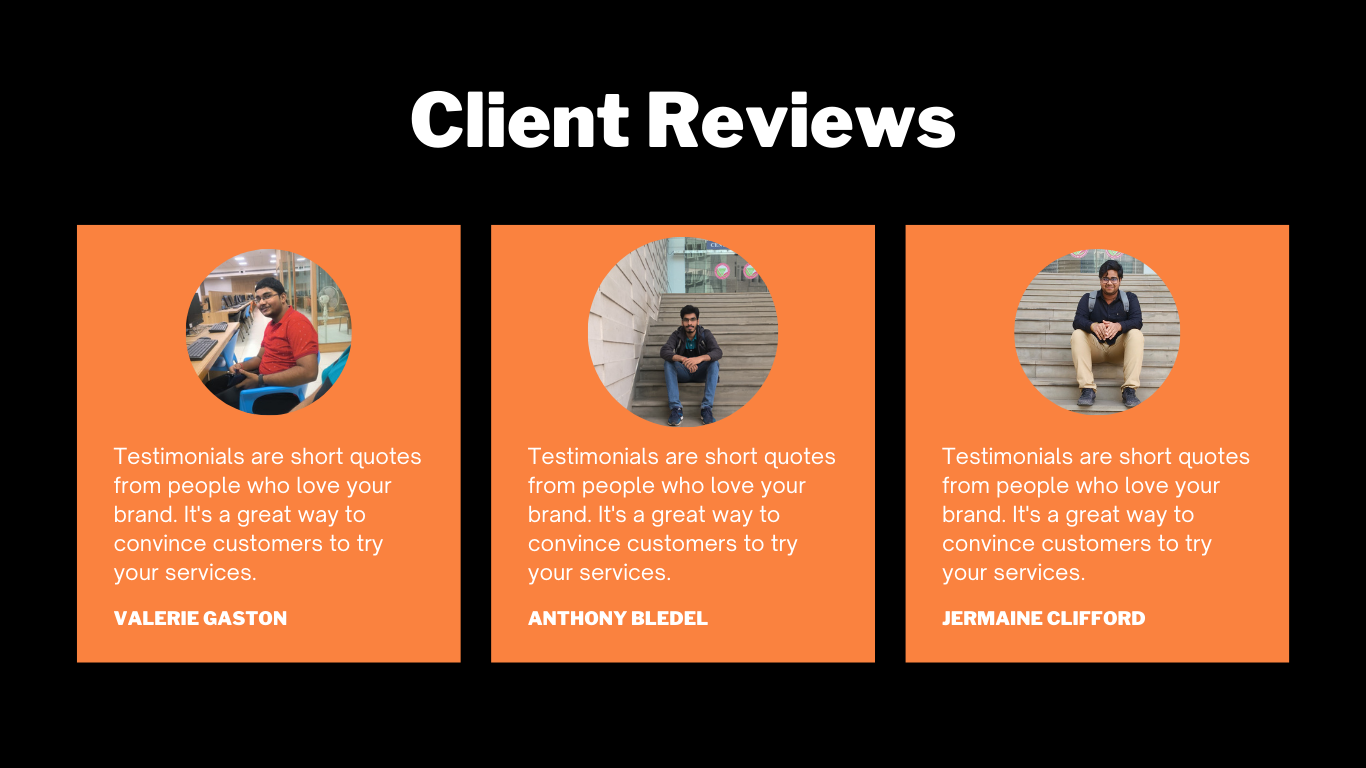 Client Reviews
Testimonials are short quotes
from people who love your
brand. It's a great way to
convince customers to try
your services.
VALERIE GASTON
Testimonials are short quotes
from people who love your
brand. It's a great way to
convince customers to try
your services.
ANTHONY BLEDEL
Testimonials are short quotes
from people who love your
brand. It's a great way to
convince customers to try
your services.
JERMAINE CLIFFORD